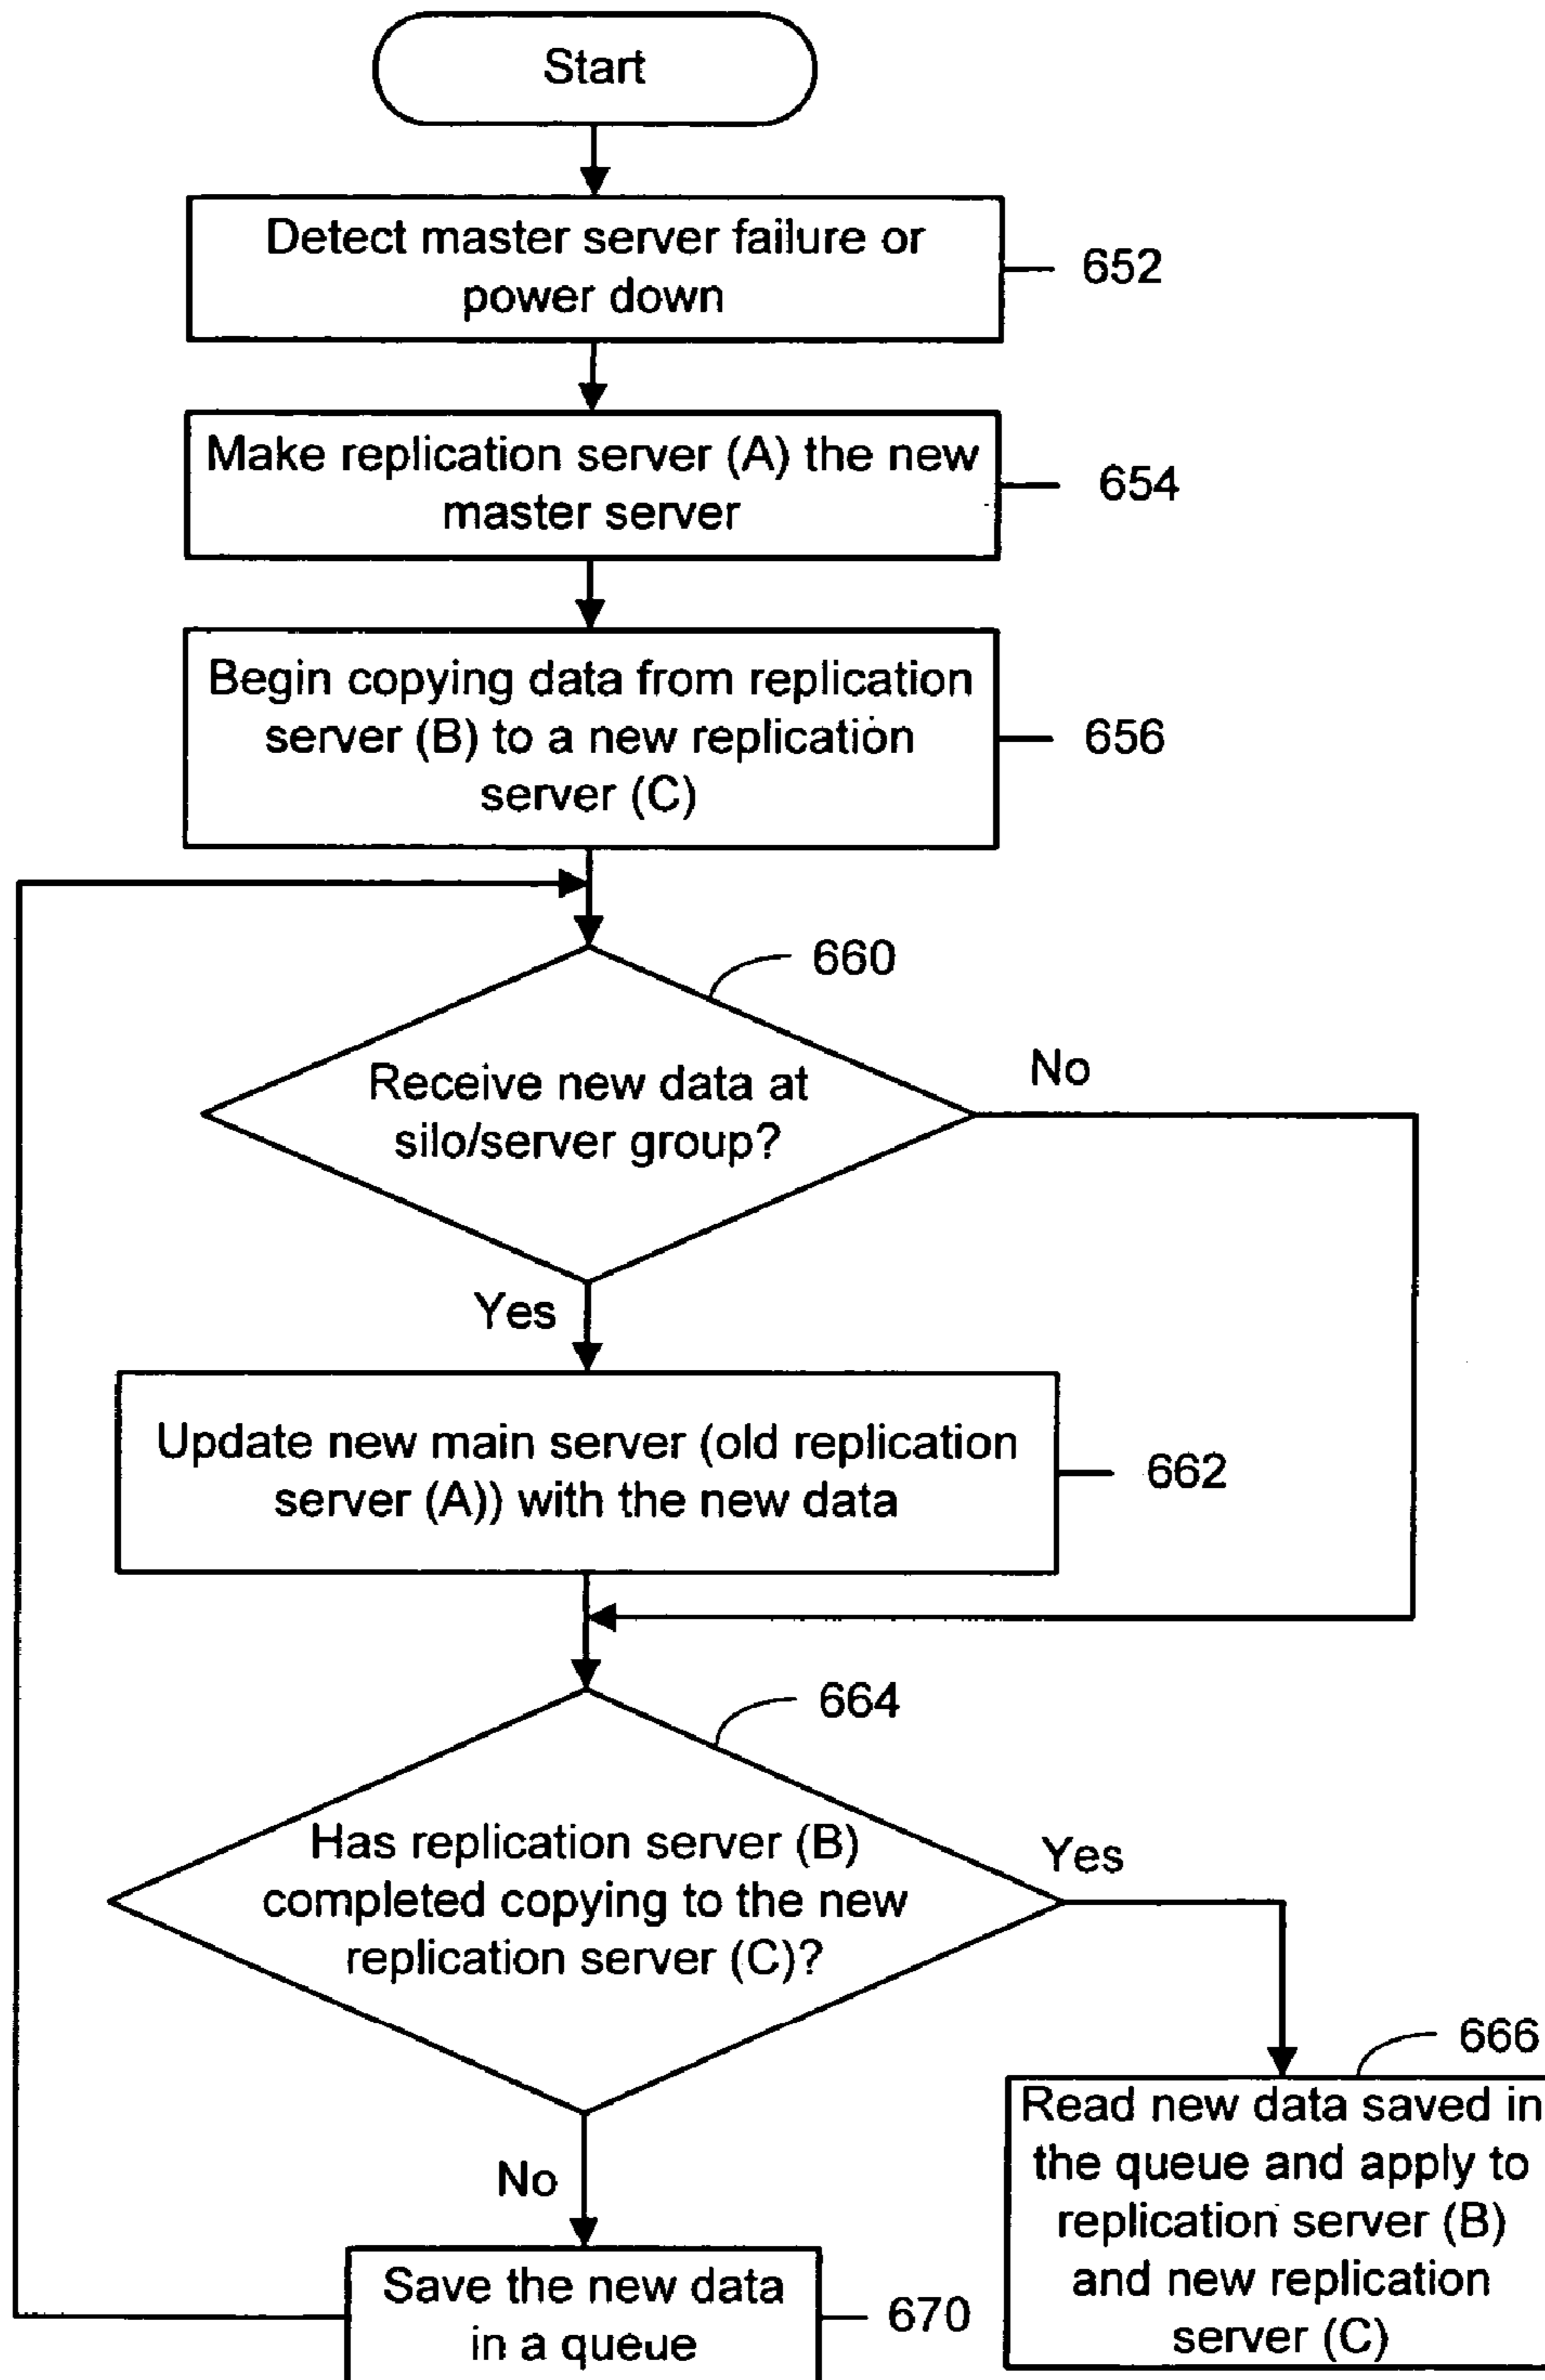 Start
Detect master server failure or
power down
652
Make replication server (A) the new
master server
654
Begin copying data from replication
server (B) to a new replication
server (C)
656
660
Receive new data at
silo/server group?
No
Yes
Update new main server (old replication
server (A)) with the new data
662
664
Has replication server (B)
completed copying to the new
replication server (C)?
Yes
666
Read new data saved in
the queue and apply to
replication server (B)
and new replication
server (C)
No
Save the new data
in a queue
670